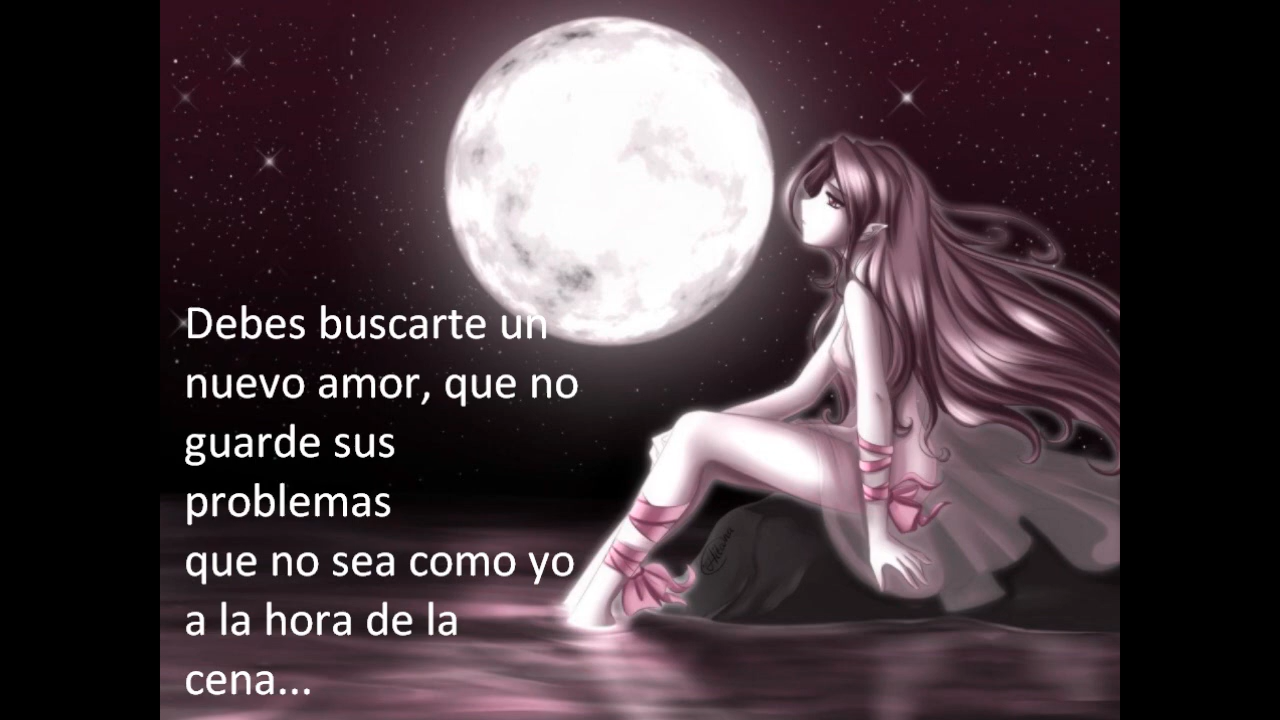 Debes buscarte un
nuevo amor, que no
guarde sus
problemas
que no sea como yo
a la hora de la
cena...